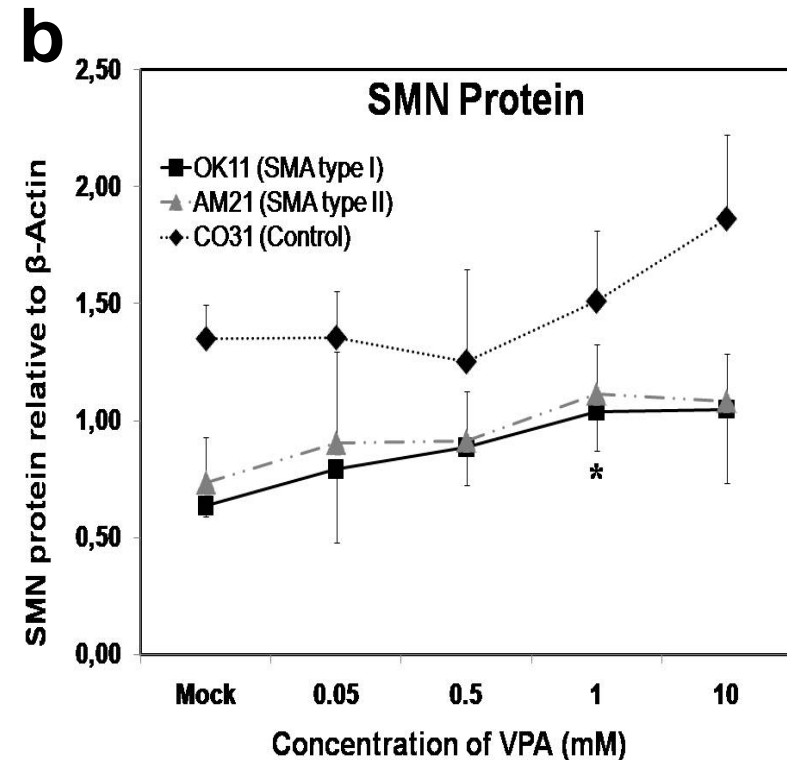 b
SMN Protein
2,50
2,00
1,50
1,00
0,50
0,00
SMN protein relative to β-Actin
OK11 (SMA type I)
AM21 (SMA type II)
CO31 (Control)
*
Mock 0.05 0.5 1 10
Concentration of VPA (mM)